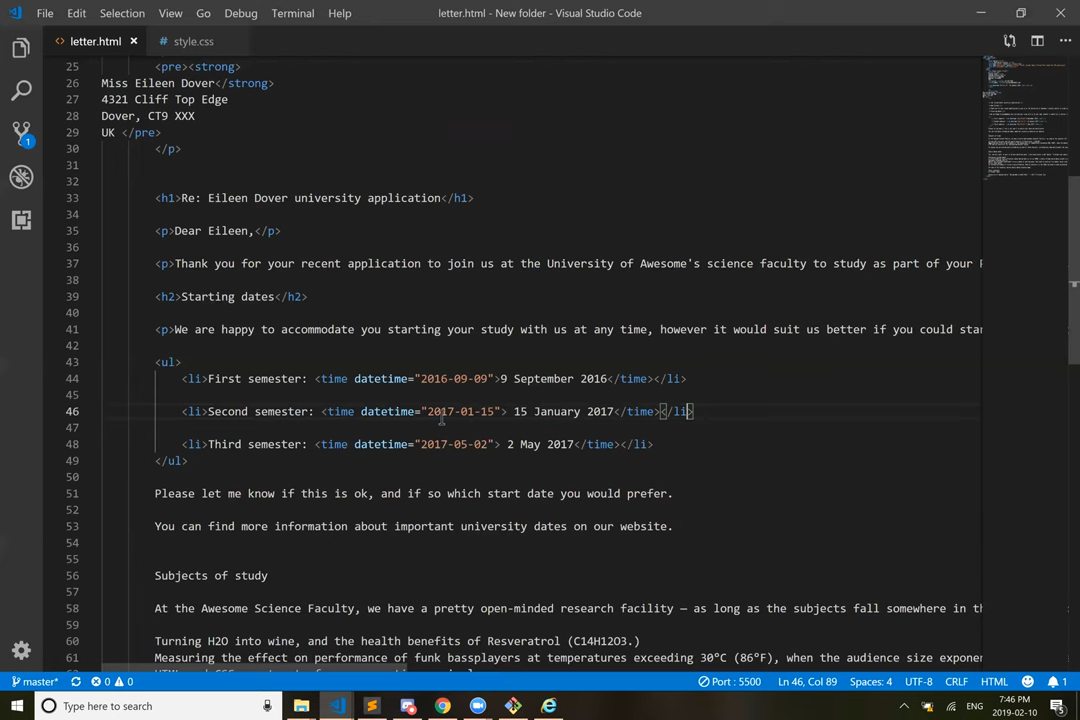 File Edit Selection View Go Debug Terminal Help letter.html - New folder - Visual Studio Code
<> letter.html × # style.css
25 <pre><strong>
26 Miss Eileen Dover</strong>
27 4321 Cliff Top Edge
28 Dover, CT9 XXX
29 UK </pre>
30 </p>
31
32
33 <h1>Re: Eileen Dover university application</h1>
34
35 <p>Dear Eileen,</p>
36
37 <p>Thank you for your recent application to join us at the University of Awesome's science faculty to study as part of your
38
39 <h2>Starting dates</h2>
40
41 <p>We are happy to accommodate you starting your study with us at any time, however it would suit us better if you could star
42
43 <ul>
44 <li>First semester: <time datetime="2016-09-09">9 September 2016</time></li>
45
46 <li>Second semester: <time datetime="2017-01-15"> 15 January 2017</time></li>
47
48 <li>Third semester: <time datetime="2017-05-02"> 2 May 2017</time></li>
49 </ul>
50
51 Please let me know if this is ok, and if so which start date you would prefer.
52
53 You can find more information about important university dates on our website.
54
55
56 Subjects of study
57
58 At the Awesome Science Faculty, we have a pretty open-minded research facility — as long as the subjects fall somewhere in th
59
60 Turning H2O into wine, and the health benefits of Resveratrol (C14H12O3.)
61 Measuring the effect on performance of funk bassplayers at temperatures exceeding 30°C (86°F), when the audience size exponen
1
master* 0 0 Port : 5500 Ln 46, Col 89 Spaces: 4 UTF-8 CRLF HTML 1
Type here to search ENG 7:46 PM
2019-02-10
5